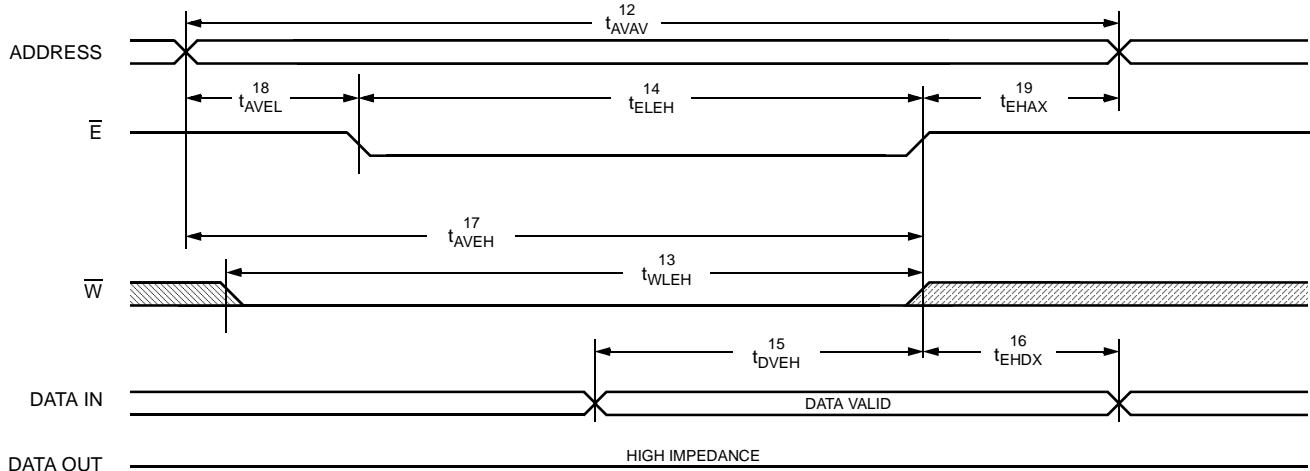 12
tAVAV
ADDRESS
18
tAVEL
14
tELEH
19
tEHAX
E
17
tAVEH
13
tWLEH
W
15
tDVEH
16
tEHDX
DATA IN
DATA VALID
DATA OUT
HIGH IMPEDANCE